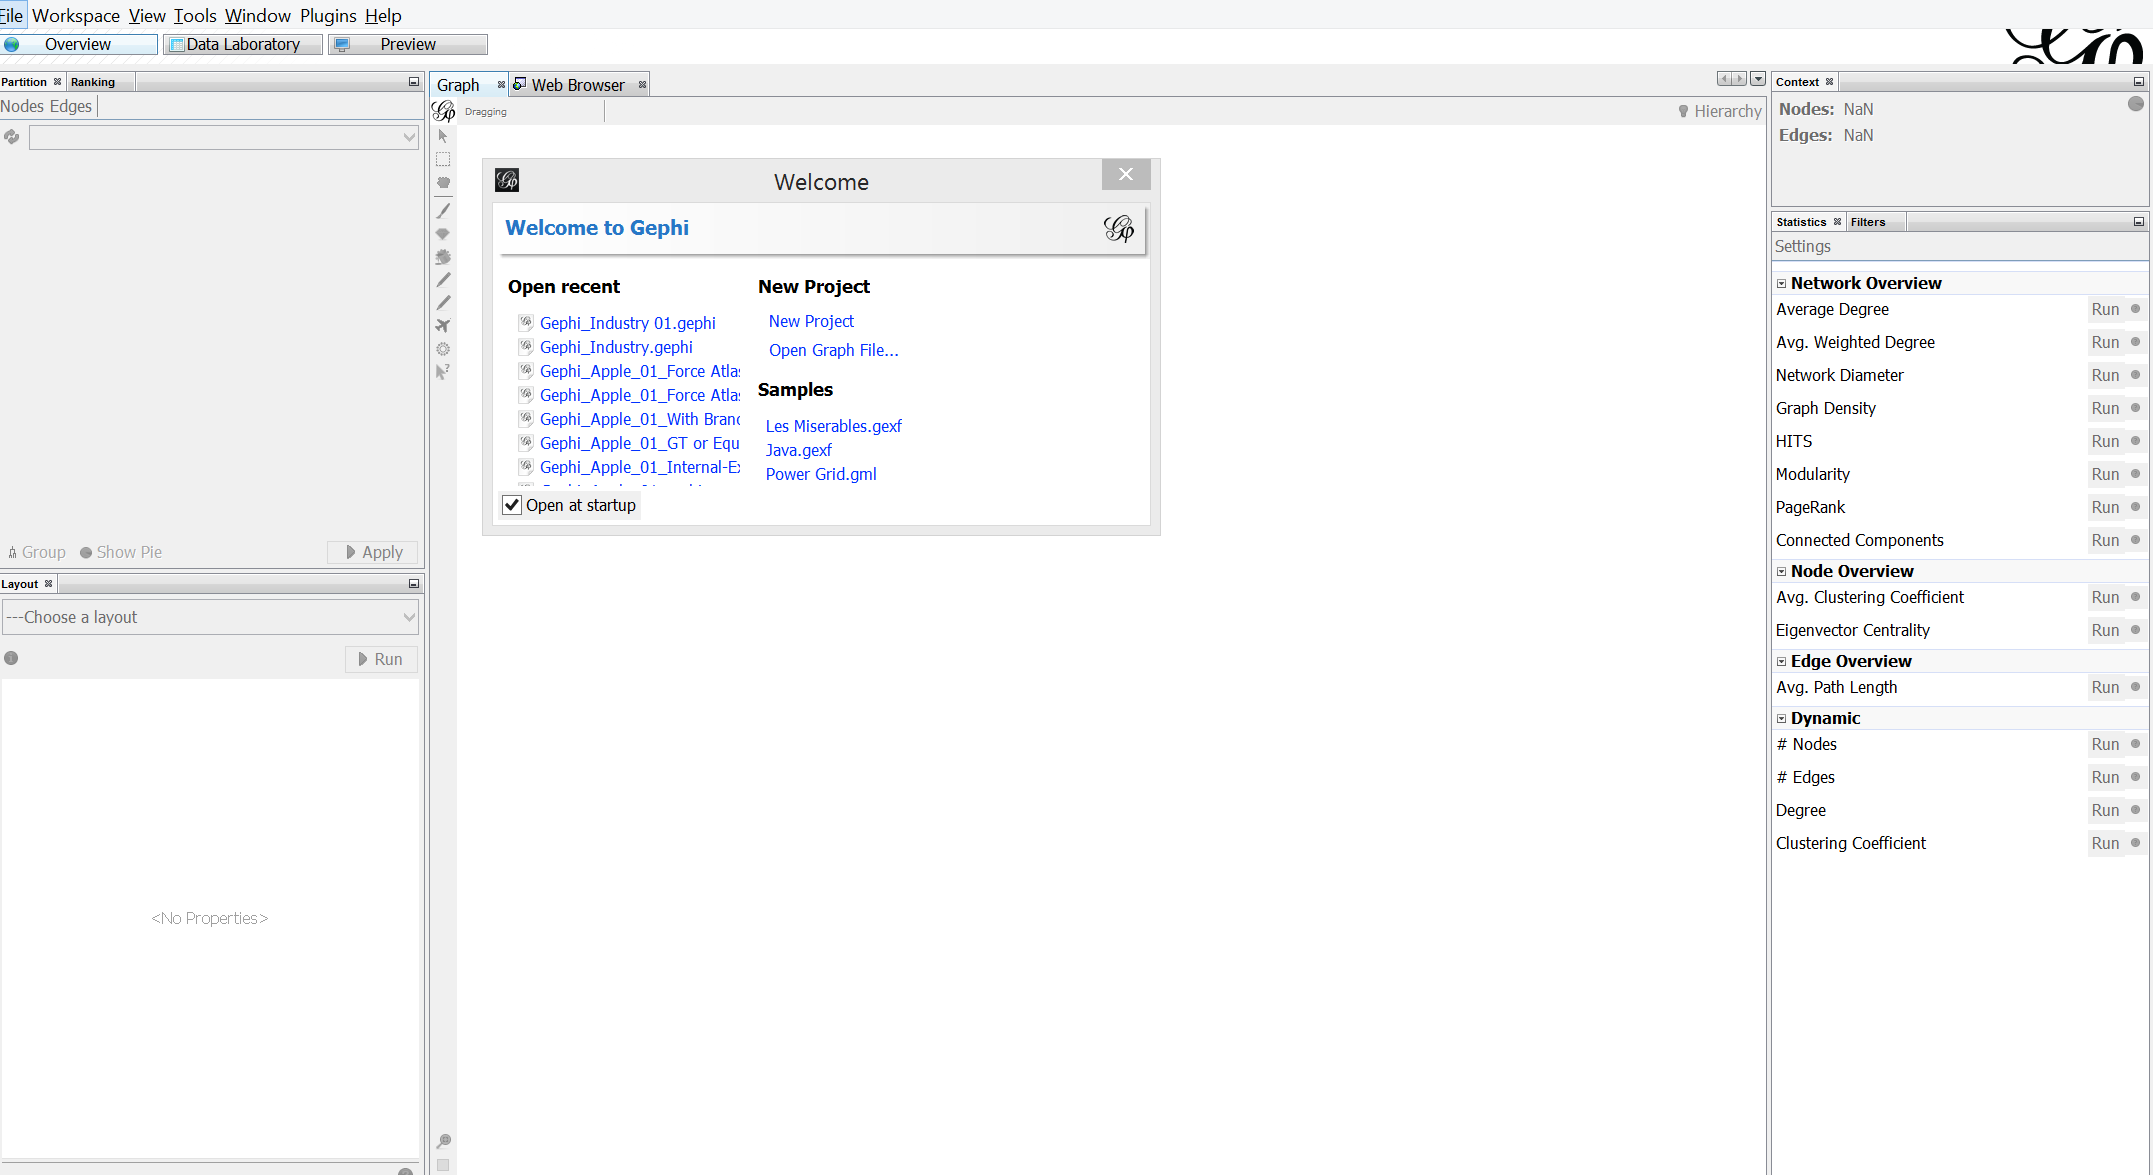 File Workspace View Tools Window Plugins Help
Overview Data Laboratory Preview
Partition Ranking
Nodes Edges
Group Show Pie Apply
Layout
---Choose a layout
Run
<No Properties>
Graph Web Browser
Dragging Hierarchy
Welcome
Welcome to Gephi
Open recent
Gephi_Industry 01.gephi
Gephi_Industry.gephi
Gephi_Apple_01_Force Atlas
Gephi_Apple_01_Force Atlas
Gephi_Apple_01_With Branc
Gephi_Apple_01_GT or Equ
Gephi_Apple_01_Internal-Ex
Open at startup
New Project
New Project
Open Graph File...
Samples
Les Miserables.gexf
Java.gexf
Power Grid.gml
Context
Nodes: NaN
Edges: NaN
Statistics Filters
Settings
Network Overview
Average Degree Run
Avg. Weighted Degree Run
Network Diameter Run
Graph Density Run
HITS Run
Modularity Run
PageRank Run
Connected Components Run
Node Overview
Avg. Clustering Coefficient Run
Eigenvector Centrality Run
Edge Overview
Avg. Path Length Run
Dynamic
# Nodes Run
# Edges Run
Degree Run
Clustering Coefficient Run